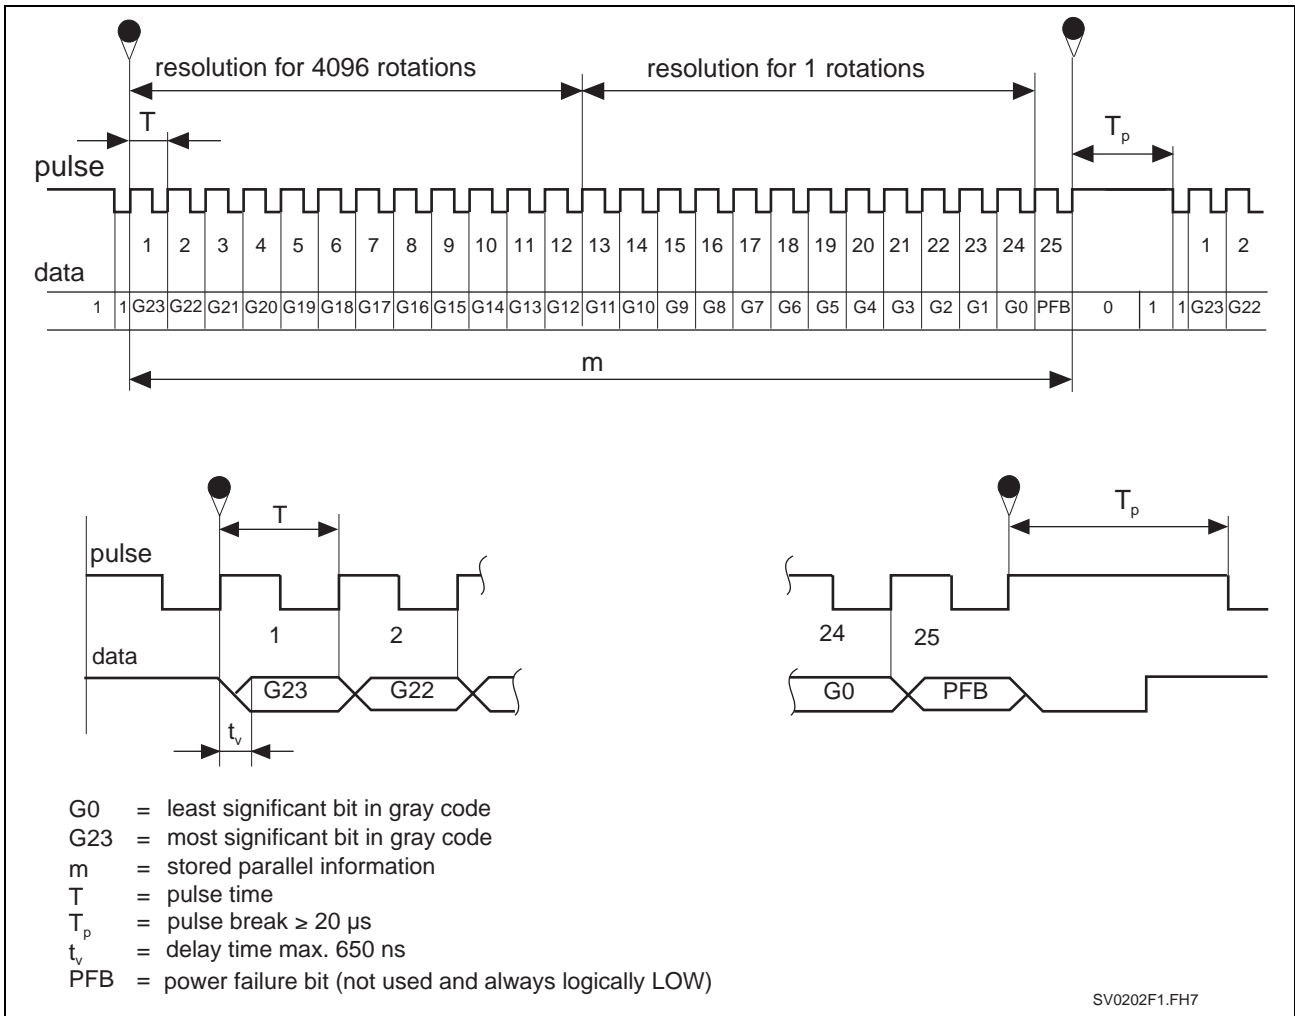 resolution for 4096 rotations resolution for 1 rotations
T Tp
pulse
1 2 3 4 5 6 7 8 9 10 11 12 13 14 15 16 17 18 19 20 21 22 23 24 25 1 2
data
1 1 G23 G22 G21 G20 G19 G18 G17 G16 G15 G14 G13 G12 G11 G10 G9 G8 G7 G6 G5 G4 G3 G2 G1 G0 PFB 0 1 1 G23 G22
m
T Tp
pulse
1 2 24 25
data
G23 G22 G0 PFB
tv
G0 = least significant bit in gray code
G23 = most significant bit in gray code
m = stored parallel information
T = pulse time
Tp = pulse break ≥ 20 µs
tv = delay time max. 650 ns
PFB = power failure bit (not used and always logically LOW)
SV0202F1.FH7